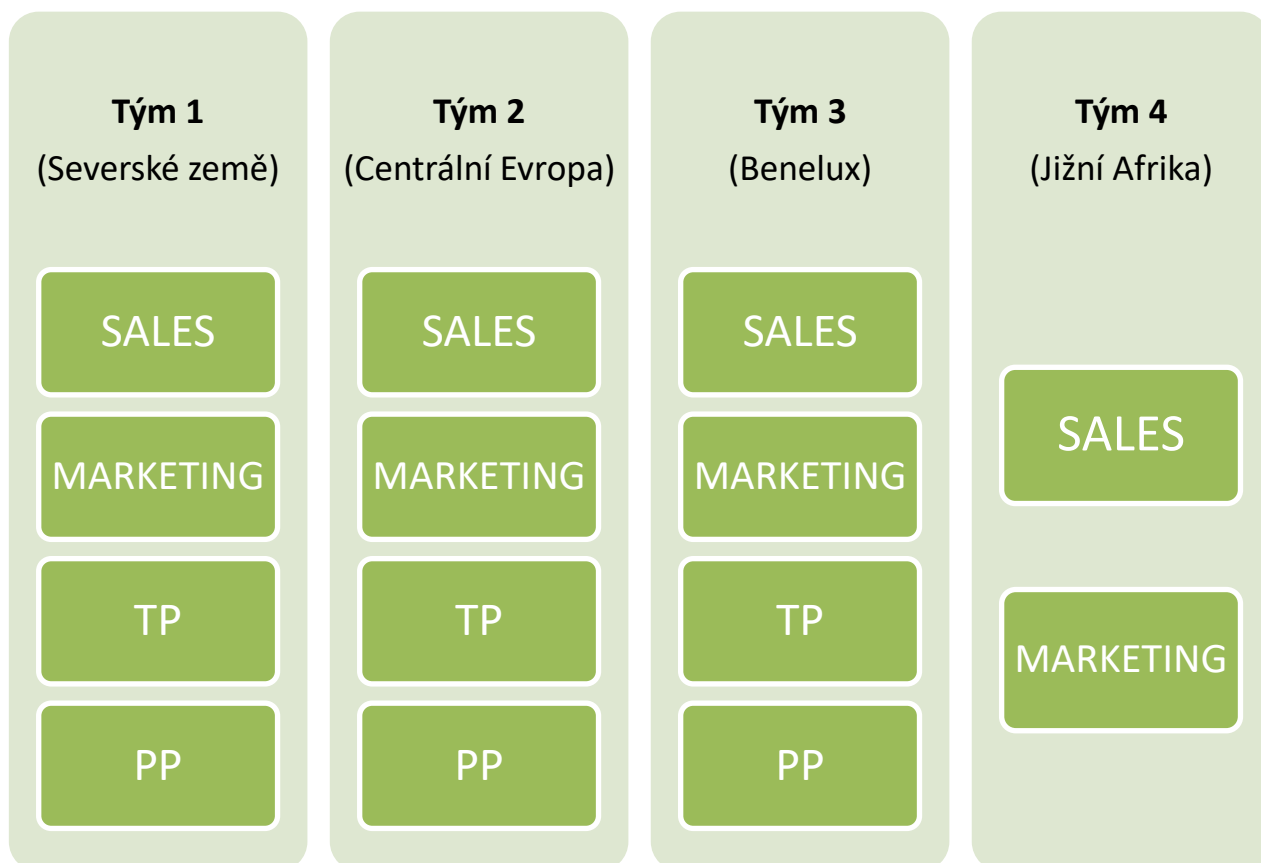 Tým 1
(Severské země)
SALES
MARKETING
TP
PP
Tým 2
(Centrální Evropa)
SALES
MARKETING
TP
PP
Tým 3
(Benelux)
SALES
MARKETING
TP
PP
Tým 4
(Jižní Afrika)
SALES
MARKETING